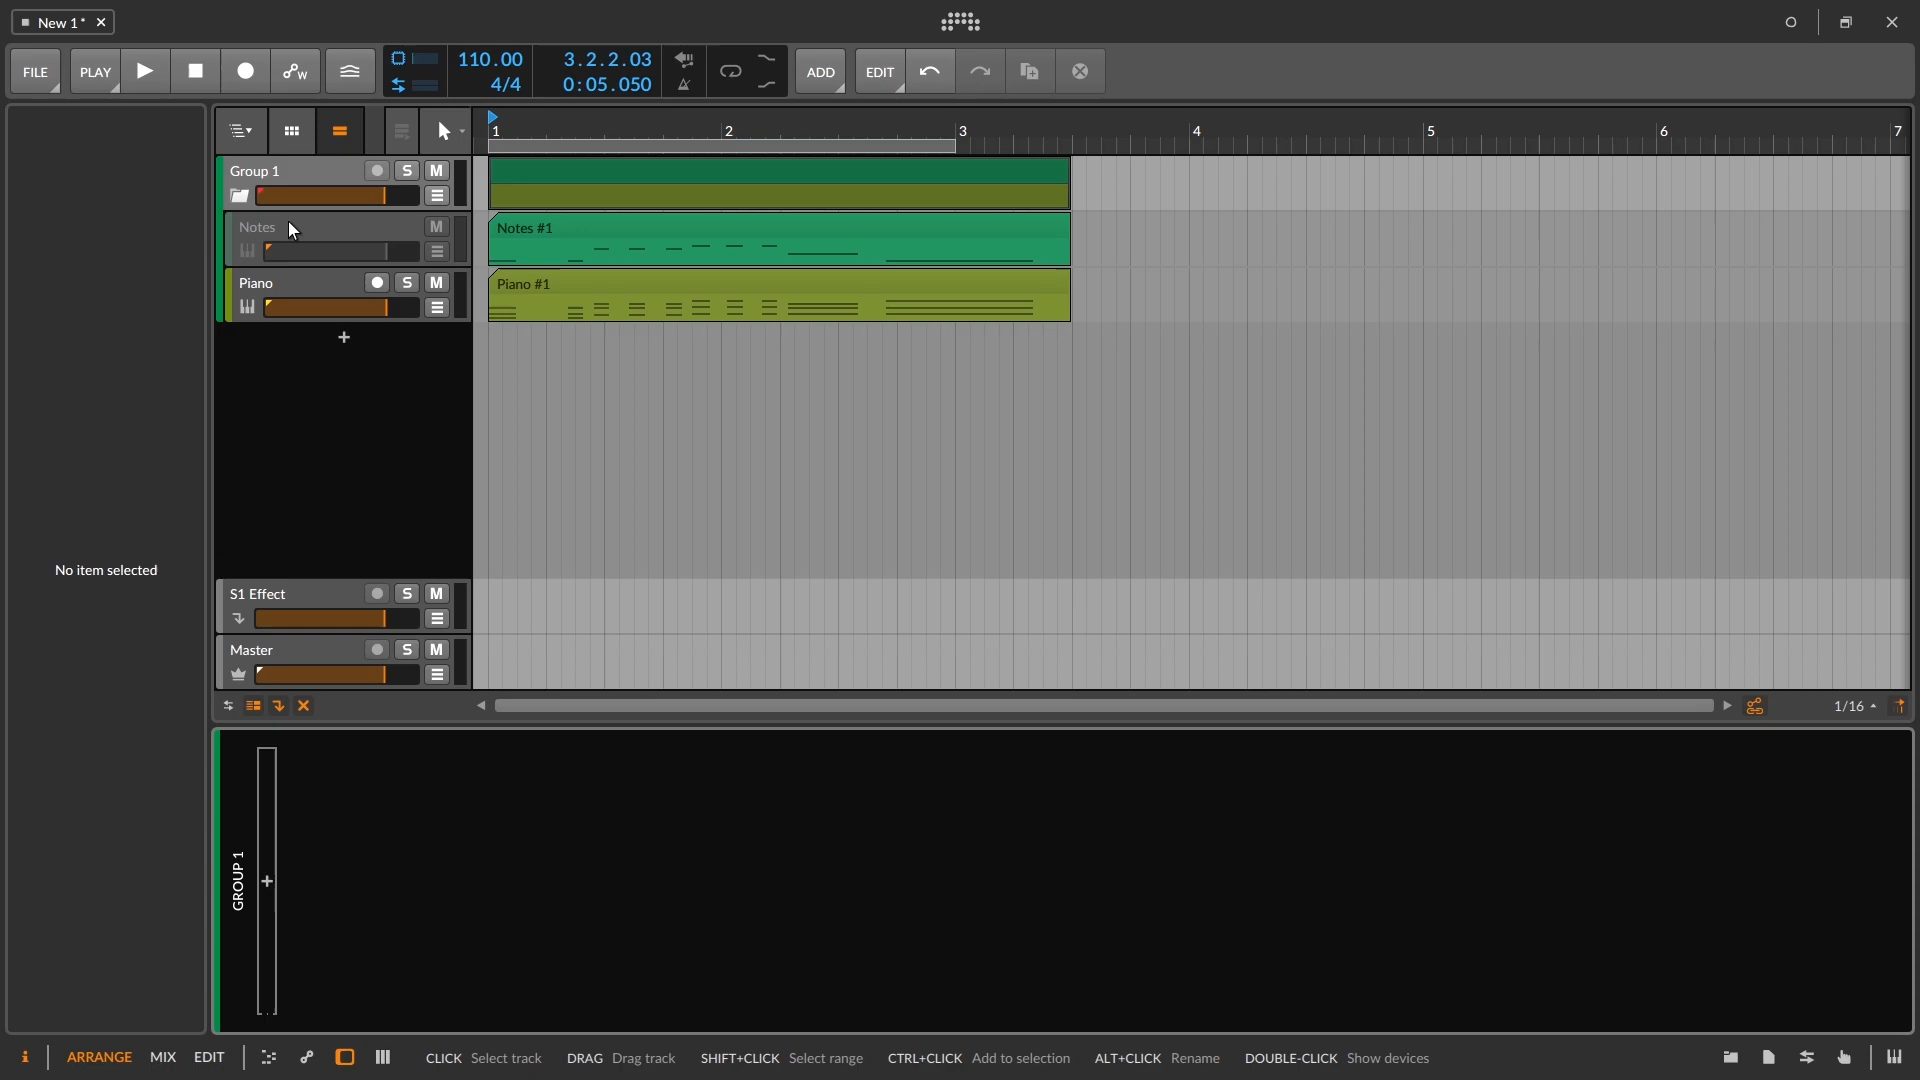 New 1*
FILE PLAY W 110.00 3.2.2.03 ADD EDIT
4/4 0:05.050
1 2 3 4 5 6 7
Group 1 S M
Notes M Notes #1
Piano S M Piano #1
+
No item selected
S1 Effect S M
Master S M
1/16
GROUP 1
+
i ARRANGE MIX EDIT CLICK Select track DRAG Drag track SHIFT+CLICK Select range CTRL+CLICK Add to selection ALT+CLICK Rename DOUBLE-CLICK Show devices